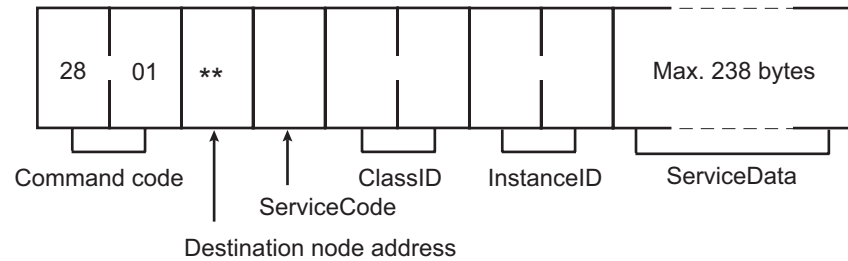 28 01 ** Max. 238 bytes
Command code ClassID InstanceID ServiceData
ServiceCode
Destination node address